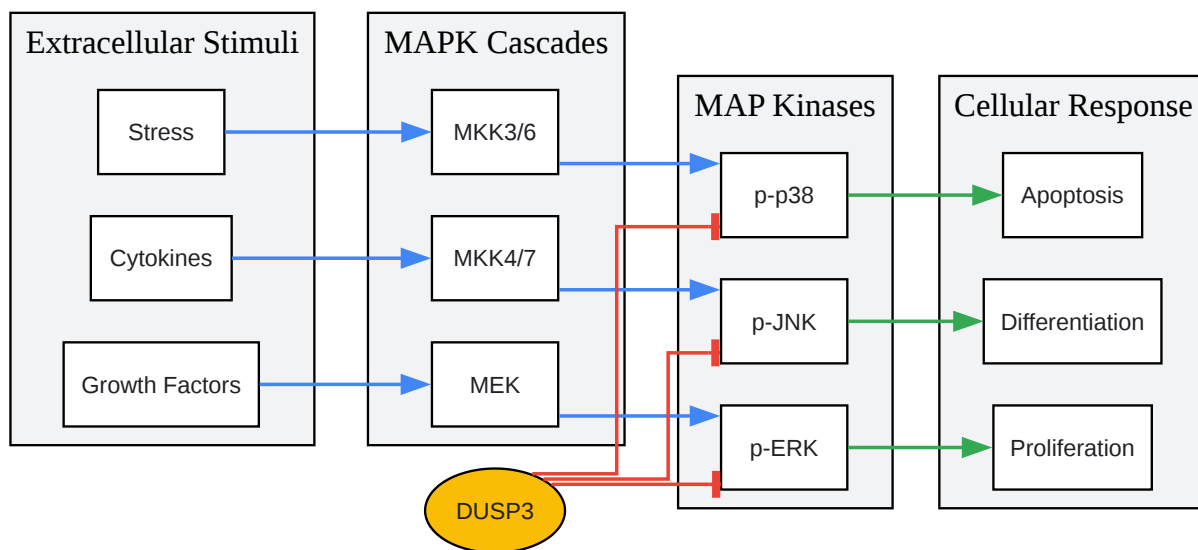 Extracellular Stimuli
Stress
Cytokines
Growth Factors
MAPK Cascades
MKK3/6
MKK4/7
MEK
DUSP3
MAP Kinases
p-p38
p-JNK
p-ERK
Cellular Response
Apoptosis
Differentiation
Proliferation